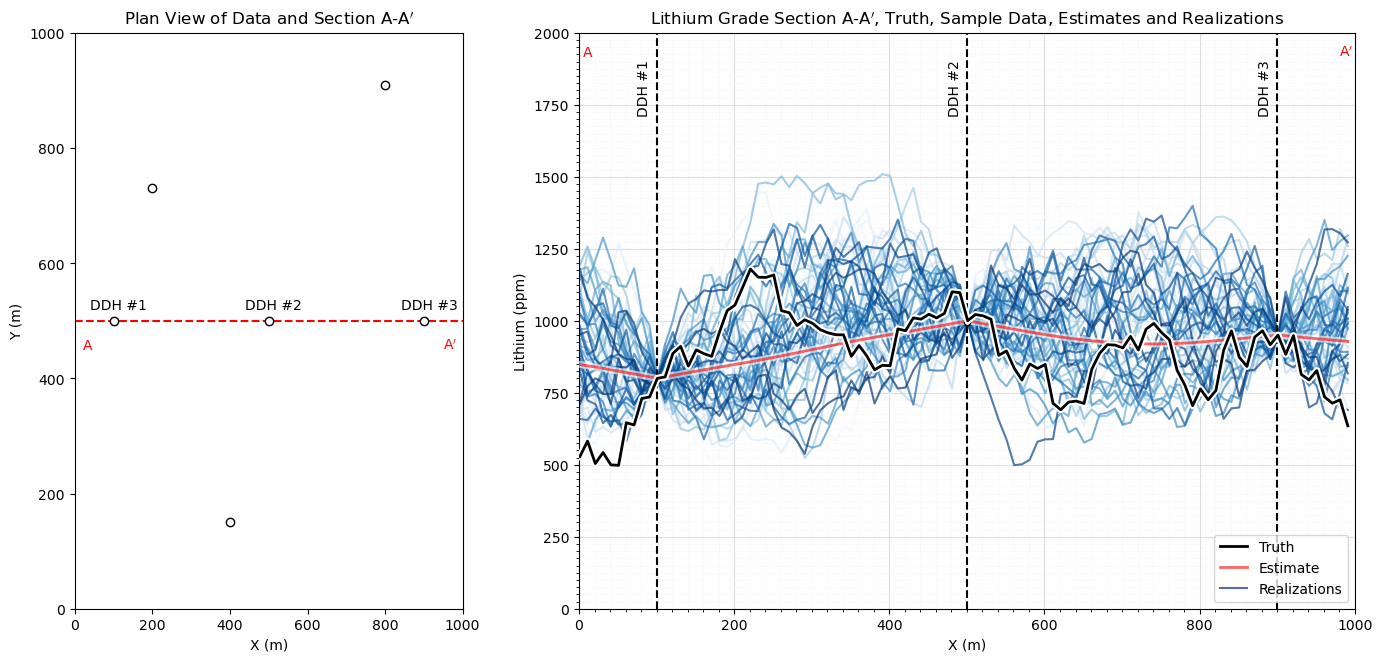 Plan View of Data and Section A-A′
1000
800
600
400
200
0
Y (m)
DDH #1
DDH #2
DDH #3
A
A′
0
200
400
600
800
1000
X (m)
Lithium Grade Section A-A′, Truth, Sample Data, Estimates and Realizations
2000
1750
1500
1250
1000
750
500
250
0
Lithium (ppm)
A
A′
DDH #1
DDH #2
DDH #3
Truth
Estimate
Realizations
0
200
400
600
800
1000
X (m)